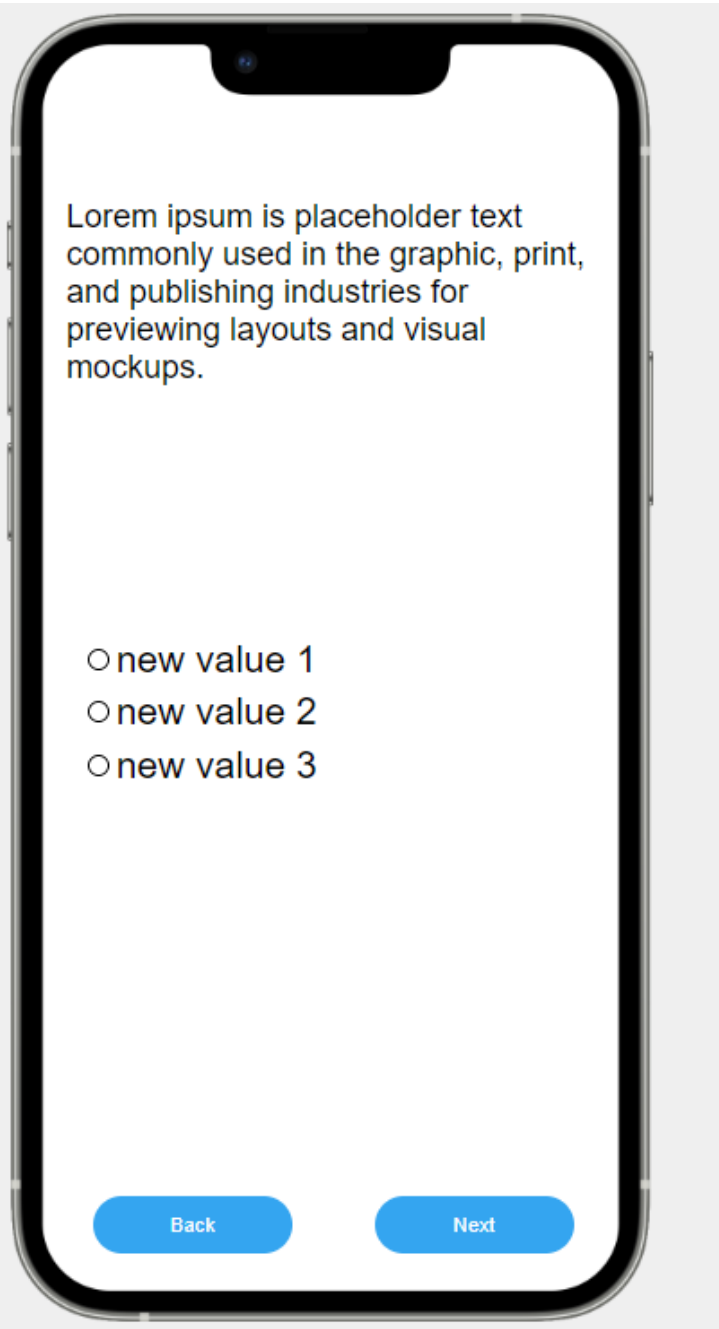 Lorem ipsum is placeholder text
commonly used in the graphic, print,
and publishing industries for
previewing layouts and visual
mockups.
new value 1
new value 2
new value 3
Back
Next